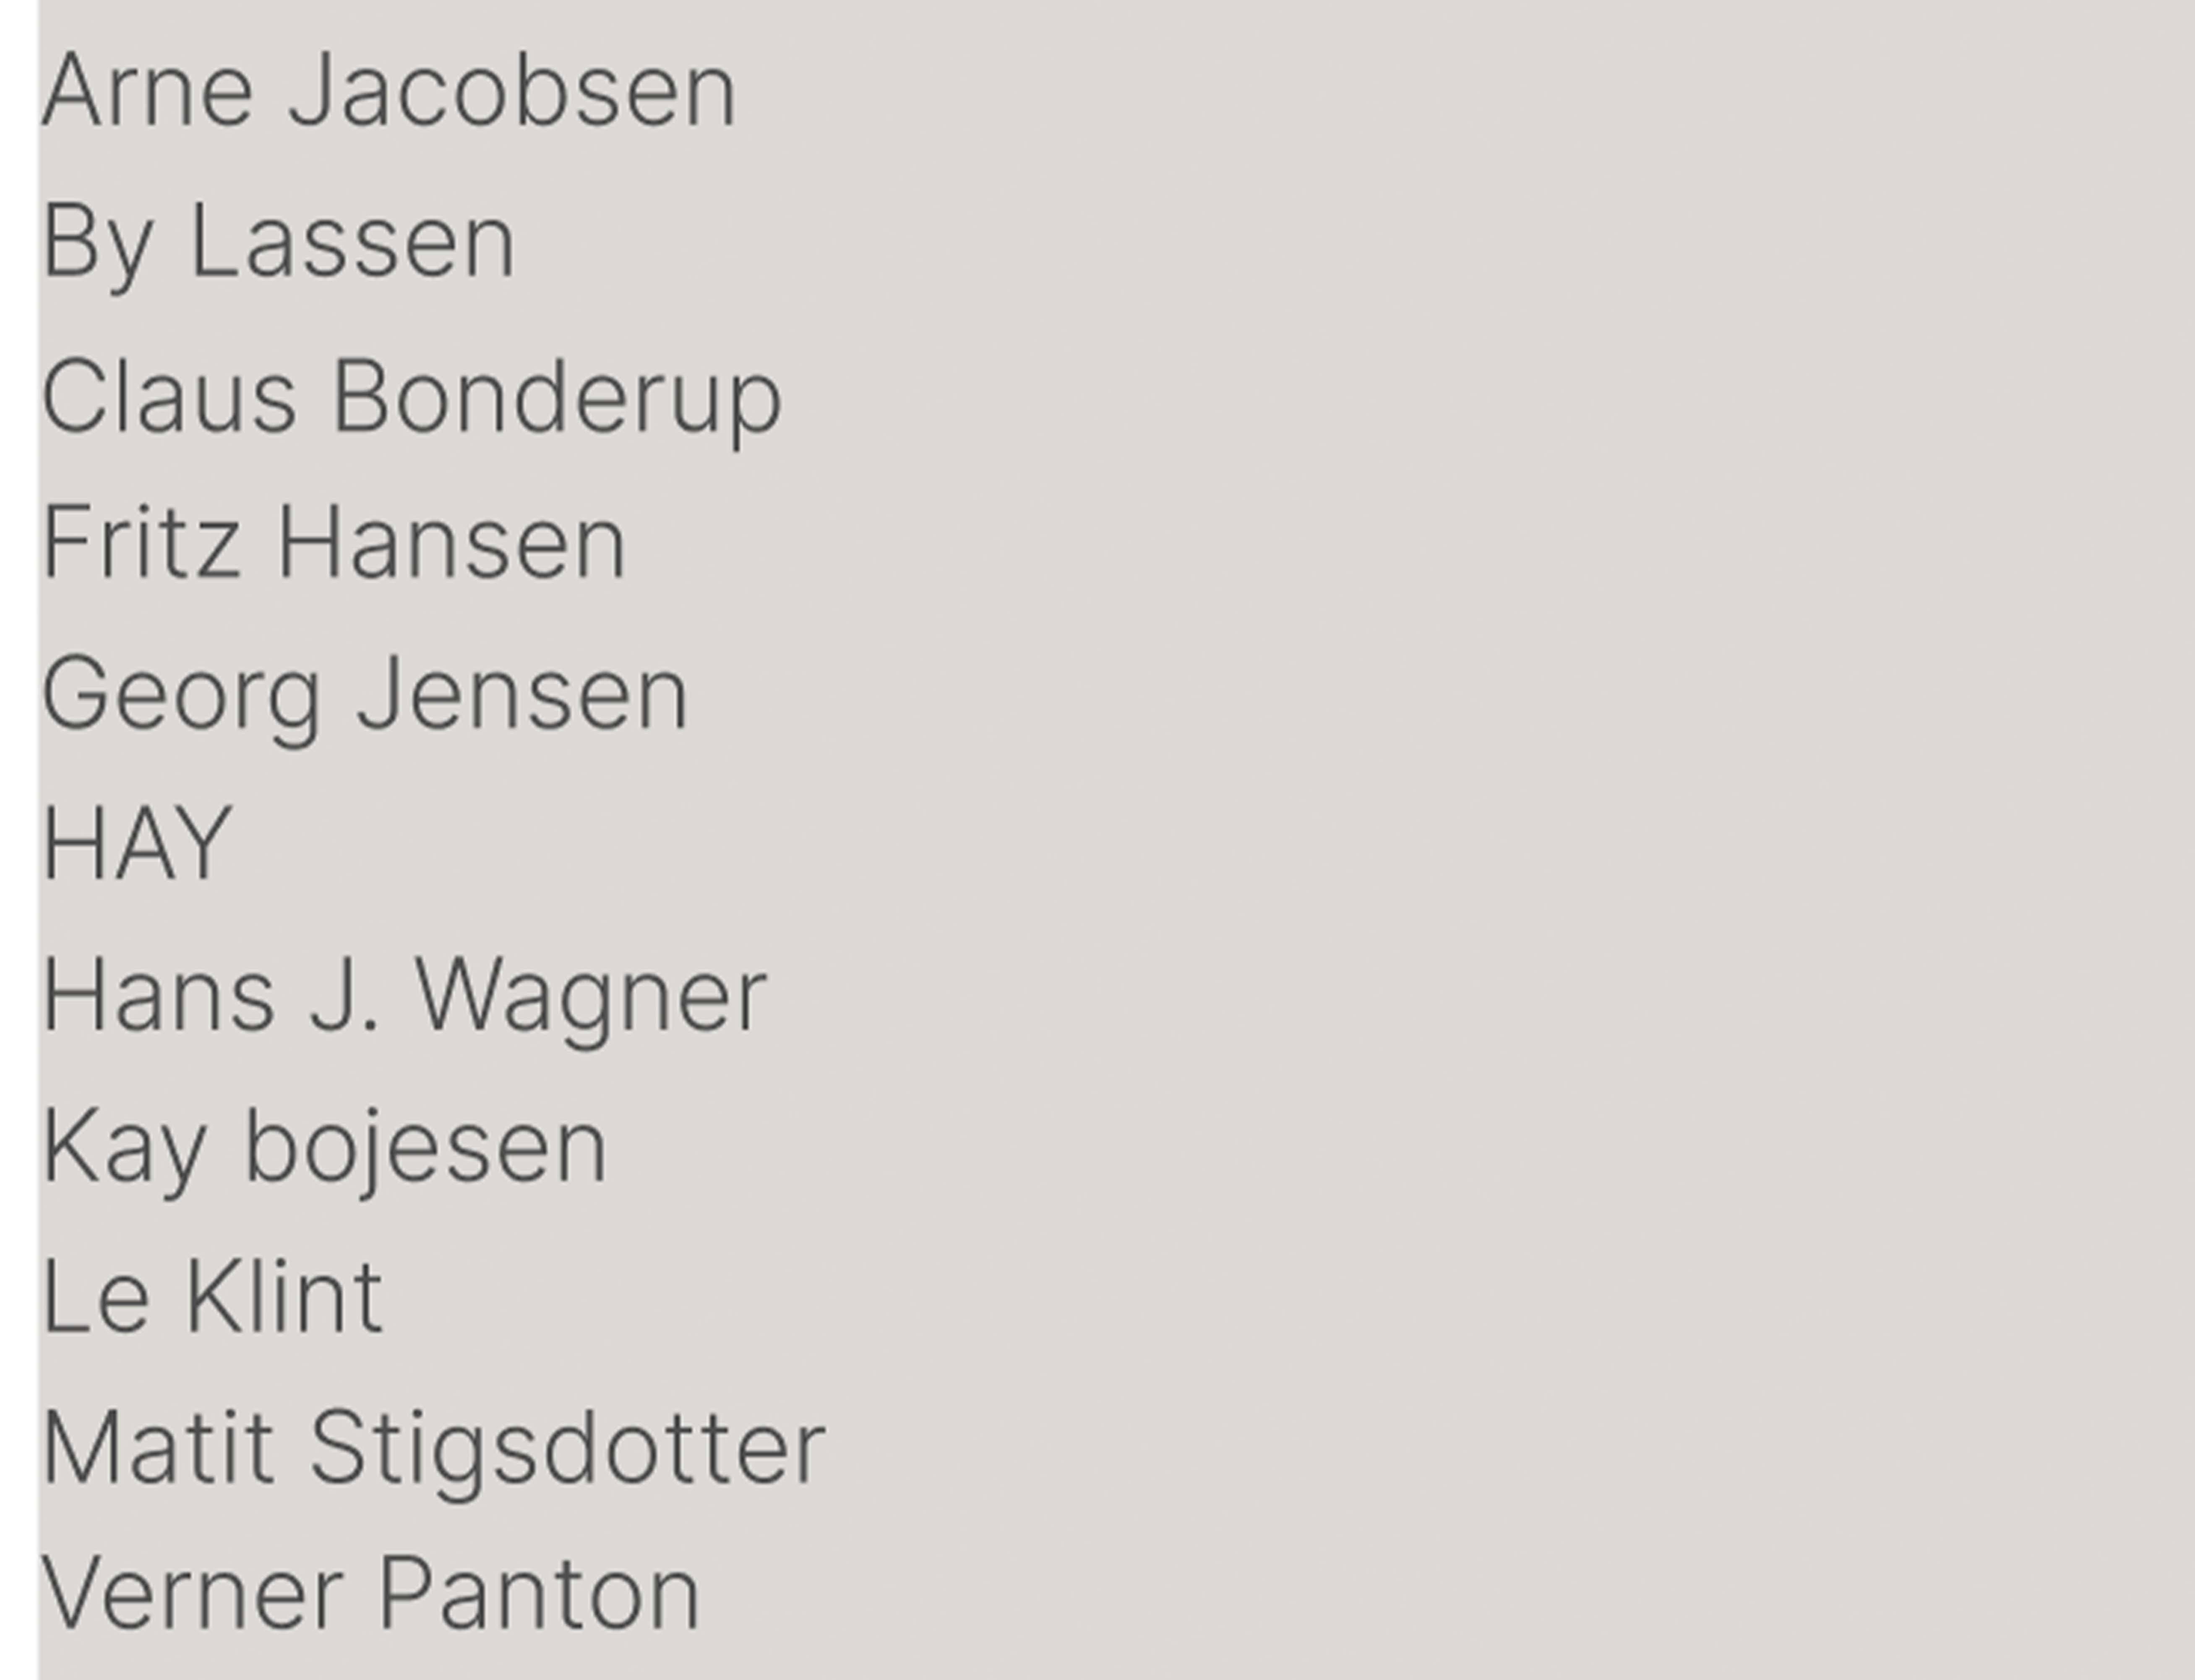 Arne Jacobsen
By Lassen
Claus Bonderup
Fritz Hansen
Georg Jensen
HAY
Hans J. Wagner
Kay bojesen
Le Klint
Matit Stigsdotter
Verner Panton